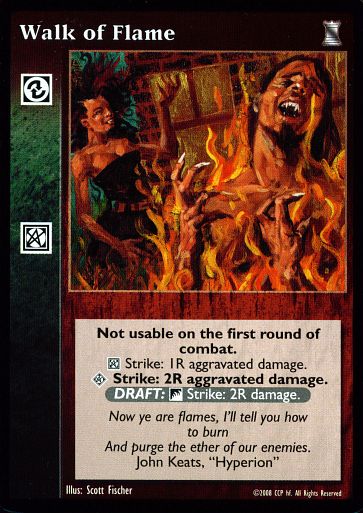 Walk of Flame
Not usable on the first round of
combat.
Strike: 1R aggravated damage.
Strike: 2R aggravated damage.
DRAFT: Strike: 2R damage.
Now ye are flames, I'll tell you how
to burn
And purge the ether of our enemies.
John Keats, "Hyperion"
Illus: Scott Fischer
©2008 CCP hf. All Rights Reserved